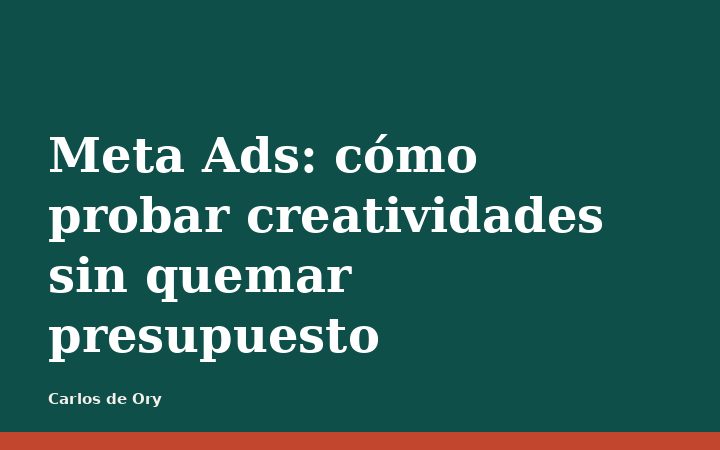 Meta Ads: cómo
probar creatividades
sin quemar
presupuesto
Carlos de Ory